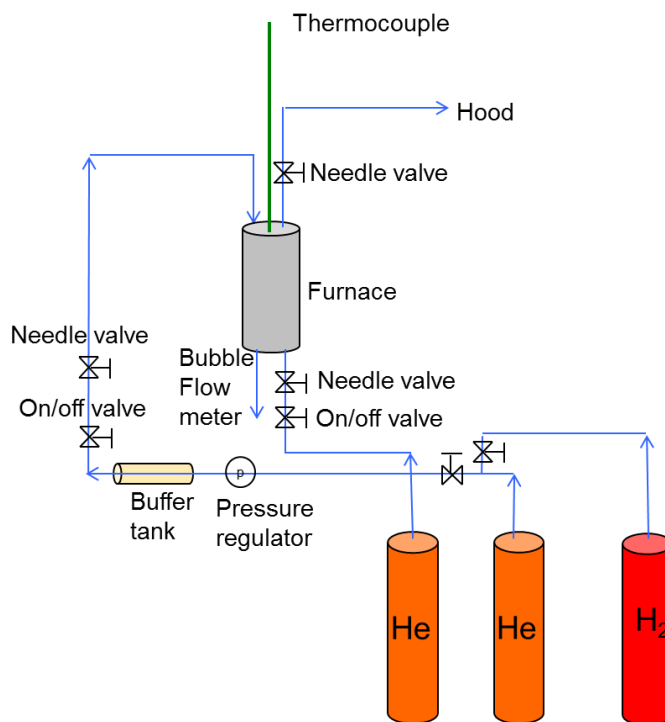 Thermocouple
Hood
Needle valve
Furnace
Needle valve
Bubble
Flow
meter
Needle valve
On/off valve
On/off valve
p
Buffer
tank
Pressure
regulator
He
He
H2